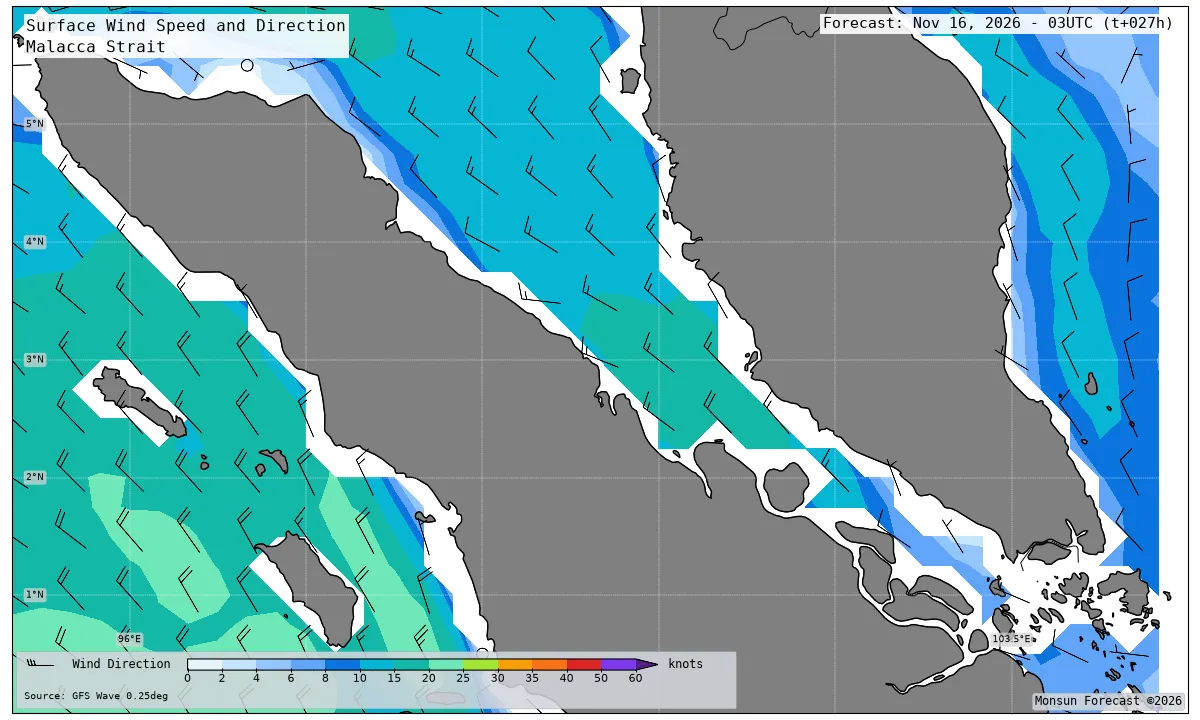 Surface Wind Speed and Direction
Malacca Strait
Forecast: Nov 16, 2026 - 03UTC (t+027h)
5°N
4°N
3°N
2°N
1°N
96°E
103.5°E
Wind Direction
0 2 4 6 8 10 15 20 25 30 35 40 50 60
knots
Source: GFS Wave 0.25deg
Monsun Forecast ©2026